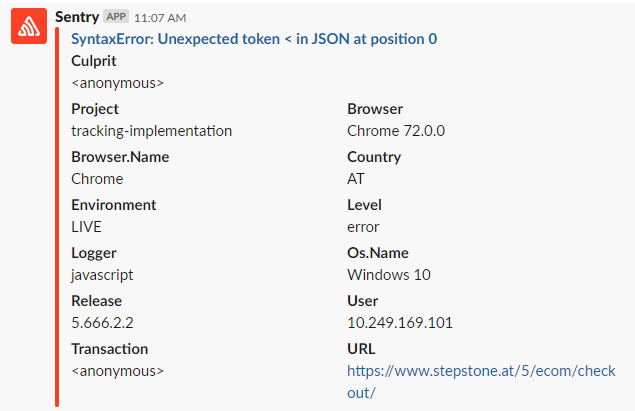 Sentry APP 11:07 AM
SyntaxError: Unexpected token < in JSON at position 0
Culprit
<anonymous>
Project Browser
tracking-implementation Chrome 72.0.0
Browser.Name Country
Chrome AT
Environment Level
LIVE error
Logger Os.Name
javascript Windows 10
Release User
5.666.2.2 10.249.169.101
Transaction URL
<anonymous> https://www.stepstone.at/5/ecom/check
out/